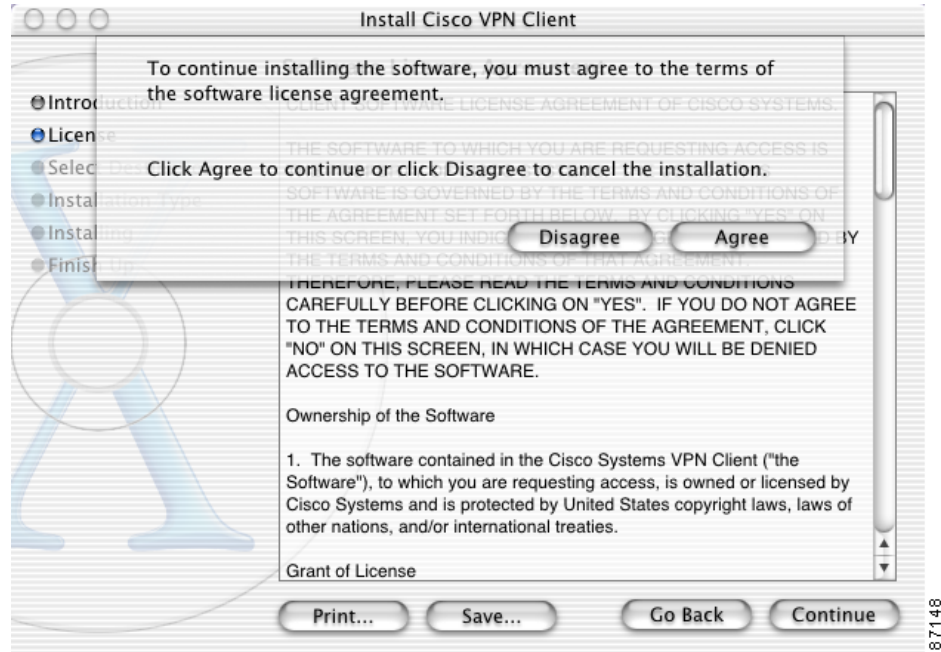 Install Cisco VPN Client
To continue installing the software, you must agree to the terms of
the software license agreement.
Click Agree to continue or click Disagree to cancel the installation.
Disagree
Agree
Introduction
License
Select
Installation Type
Installing
Finish Up
CLIENT SOFTWARE LICENSE AGREEMENT OF CISCO SYSTEMS.
THE SOFTWARE TO WHICH YOU ARE REQUESTING ACCESS IS
SOFTWARE IS GOVERNED BY THE TERMS AND CONDITIONS OF
THE AGREEMENT SET FORTH BELOW. BY CLICKING "YES" ON
THIS SCREEN, YOU BY
THE TERMS AND CONDITIONS OF THAT AGREEMENT.
THEREFORE, PLEASE READ THE TERMS AND CONDITIONS
CAREFULLY BEFORE CLICKING ON "YES". IF YOU DO NOT AGREE
TO THE TERMS AND CONDITIONS OF THE AGREEMENT, CLICK
"NO" ON THIS SCREEN, IN WHICH CASE YOU WILL BE DENIED
ACCESS TO THE SOFTWARE.
Ownership of the Software
1. The software contained in the Cisco Systems VPN Client ("the
Software"), to which you are requesting access, is owned or licensed by
Cisco Systems and is protected by United States copyright laws, laws of
other nations, and/or international treaties.
Grant of License
Print...
Save...
Go Back
Continue
87148